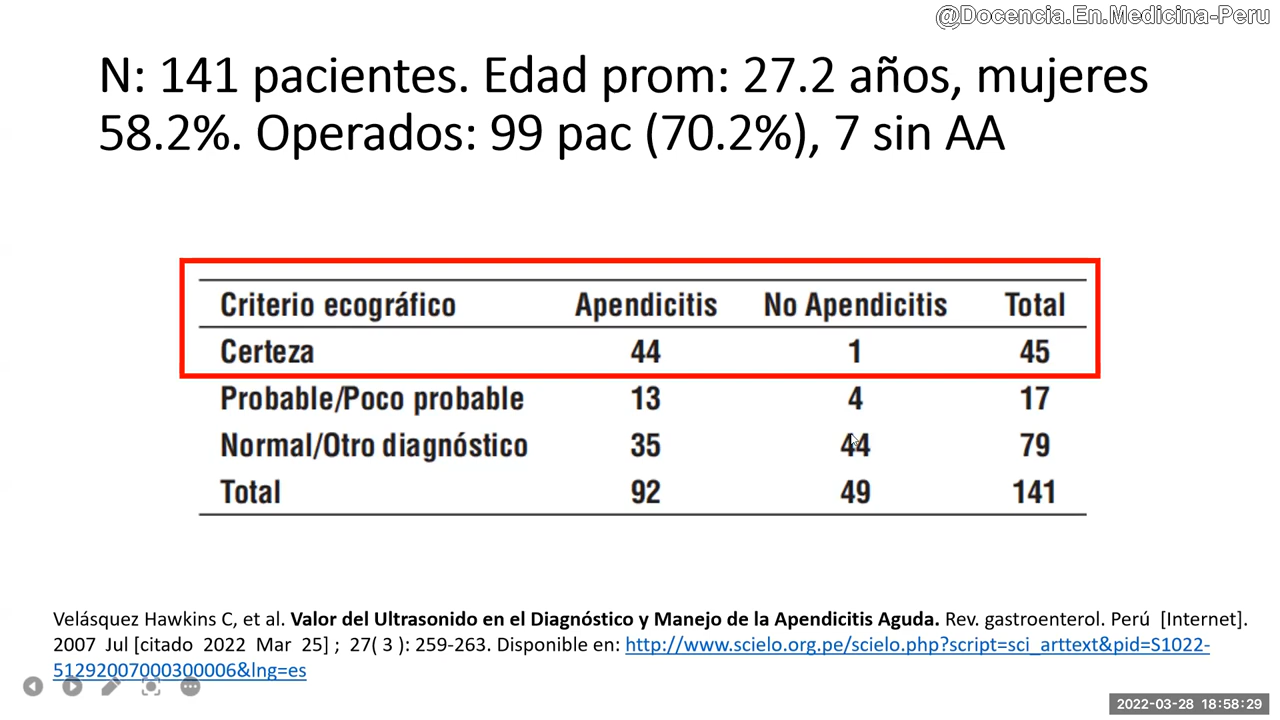 @Docencia.En.Medicina-Peru
N: 141 pacientes. Edad prom: 27.2 años, mujeres
58.2%. Operados: 99 pac (70.2%), 7 sin AA
Criterio ecográfico Apendicitis No Apendicitis Total
Certeza 44 1 45
Probable/Poco probable 13 4 17
Normal/Otro diagnóstico 35 44 79
Total 92 49 141
Velásquez Hawkins C, et al. Valor del Ultrasonido en el Diagnóstico y Manejo de la Apendicitis Aguda. Rev. gastroenterol. Perú [Internet].
2007 Jul [citado 2022 Mar 25] ; 27( 3 ): 259-263. Disponible en: http://www.scielo.org.pe/scielo.php?script=sci_arttext&pid=S1022-
51292007000300006&lng=es
2022-03-28 18:58:29